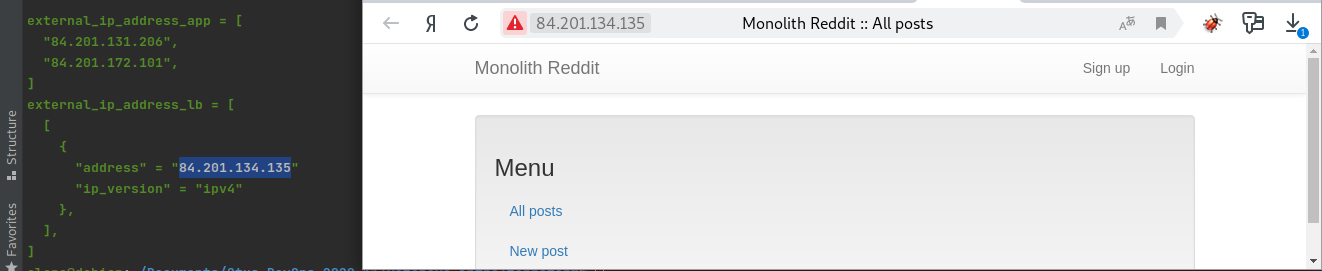 external_ip_address_app = [
"84.201.131.206",
"84.201.172.101",
]
external_ip_address_lb = [
[
{
"address" = "84.201.134.135"
"ip_version" = "ipv4"
},
],
]
Structure
Favorites
Я
84.201.134.135
Monolith Reddit :: All posts
1
Monolith Reddit
Sign up
Login
Menu
All posts
New post